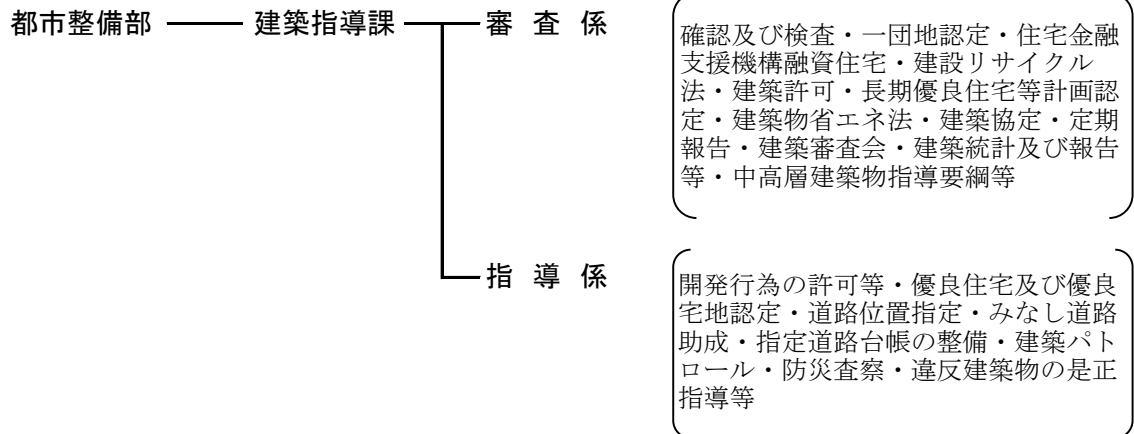 都市整備部 建築指導課 審査係
確認及び検査・一団地認定・住宅金融
支援機構融資住宅・建設リサイクル
法・建築許可・長期優良住宅等計画認
定・建築物省エネ法・建築協定・定期
報告・建築審査会・建築統計及び報告
等・中高層建築物指導要綱等
指導係
開発行為の許可等・優良住宅及び優良
宅地認定・道路位置指定・みなし道路
助成・指定道路台帳の整備・建築パト
ロール・防災査察・違反建築物の是正
指導等